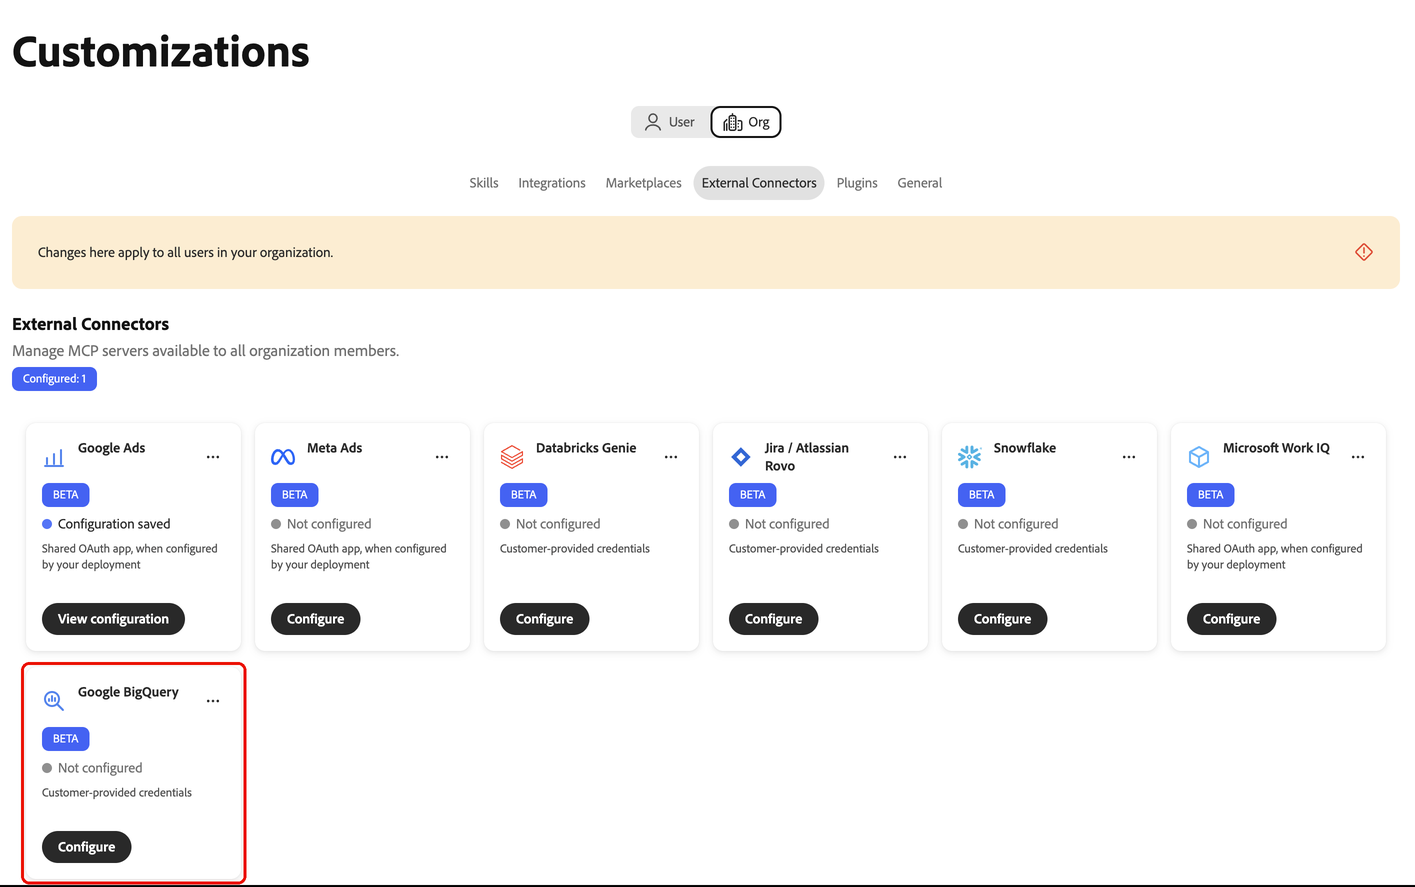 Customizations
User
Org
Skills
Integrations
Marketplaces
External Connectors
Plugins
General
Changes here apply to all users in your organization.
External Connectors
Manage MCP servers available to all organization members.
Configured: 1
Google Ads
BETA
Configuration saved
Shared OAuth app, when configured
by your deployment
View configuration
Meta Ads
BETA
Not configured
Shared OAuth app, when configured
by your deployment
Configure
Databricks Genie
BETA
Not configured
Customer-provided credentials
Configure
Jira / Atlassian
Rovo
BETA
Not configured
Customer-provided credentials
Configure
Snowflake
BETA
Not configured
Customer-provided credentials
Configure
Microsoft Work IQ
BETA
Not configured
Shared OAuth app, when configured
by your deployment
Configure
Google BigQuery
BETA
Not configured
Customer-provided credentials
Configure